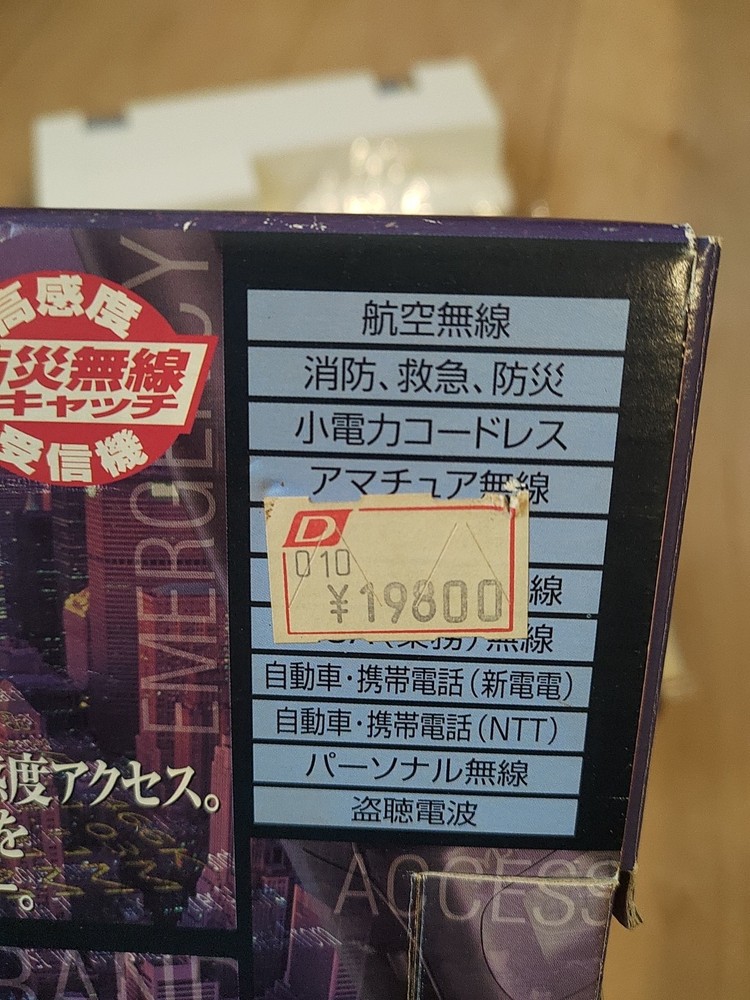 高感度
防災無線
キャッチ
受信機
EMERGENCY
航空無線
消防、救急、防災
小電力コードレス
アマチュア無線
D
010
¥19800
線
(業務)無線
自動車・携帯電話(新電電)
自動車・携帯電話(NTT)
パーソナル無線
盗聴電波
度アクセス。
を
ー。
ACCESS
BAND